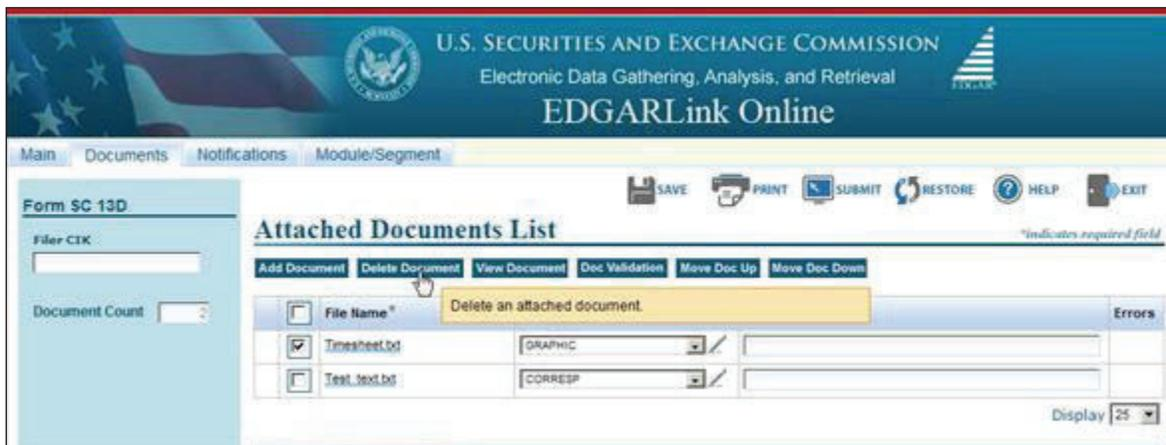 U.S. SECURITIES AND EXCHANGE COMMISSION
Electronic Data Gathering, Analysis, and Retrieval
EDGARLink Online
EDGAR
Main Documents Notifications Module/Segment
SAVE PRINT SUBMIT RESTORE HELP EXIT
Form SC 13D
Attached Documents List
*indicates required field
Filer CIK
Add Document Delete Document View Document Doc Validation Move Doc Up Move Doc Down
Delete an attached document.
Document Count 2
File Name* Errors
Timesheet.txt GRAPHIC
Test_text.txt CORRESP
Display 25